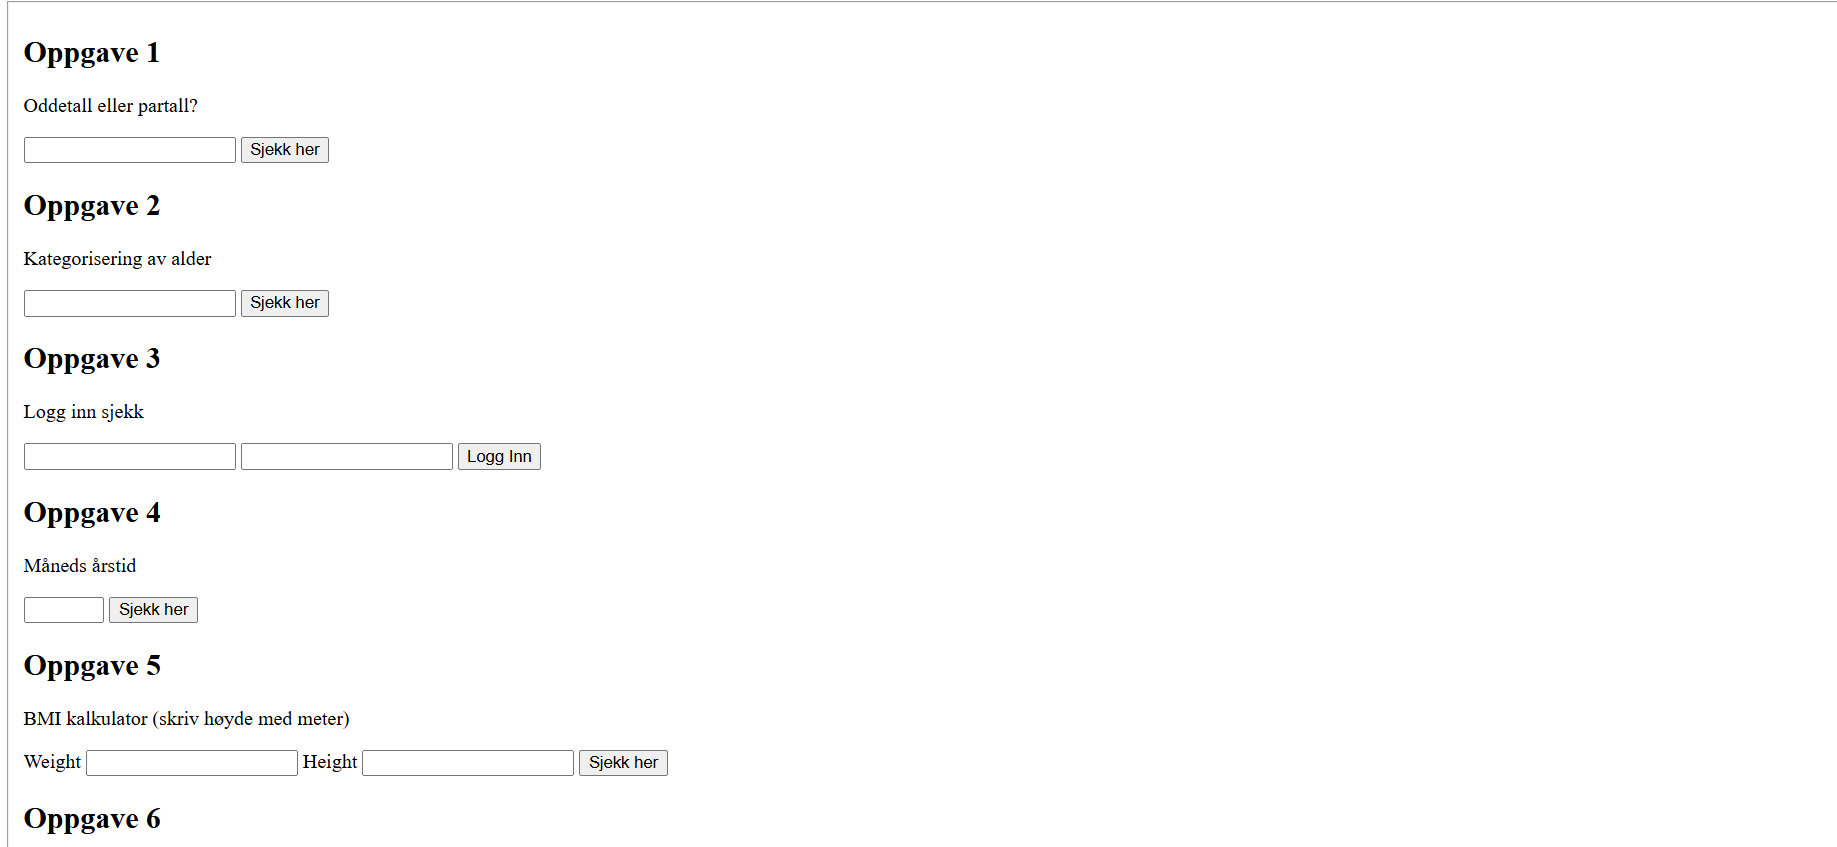 Oppgave 1
Oddetall eller partall?
Sjekk her
Oppgave 2
Kategorisering av alder
Sjekk her
Oppgave 3
Logg inn sjekk
Logg Inn
Oppgave 4
Måneds årstid
Sjekk her
Oppgave 5
BMI kalkulator (skriv høyde med meter)
Weight Height Sjekk her
Oppgave 6